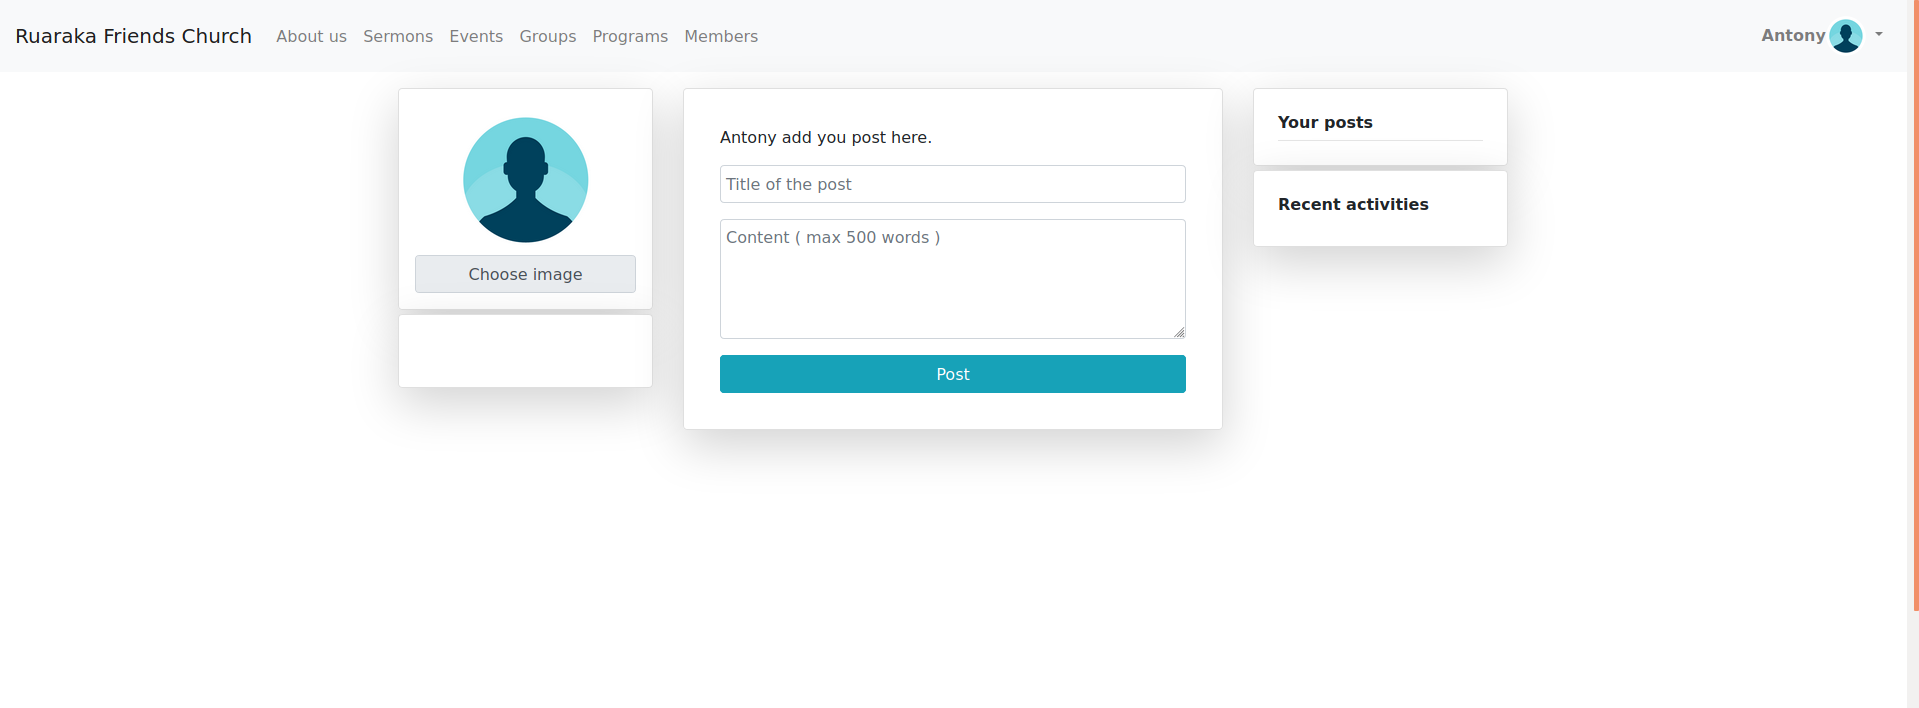 Ruaraka Friends Church About us Sermons Events Groups Programs Members Antony
Choose image
Antony add you post here.
Title of the post
Content ( max 500 words )
Post
Your posts
Recent activities